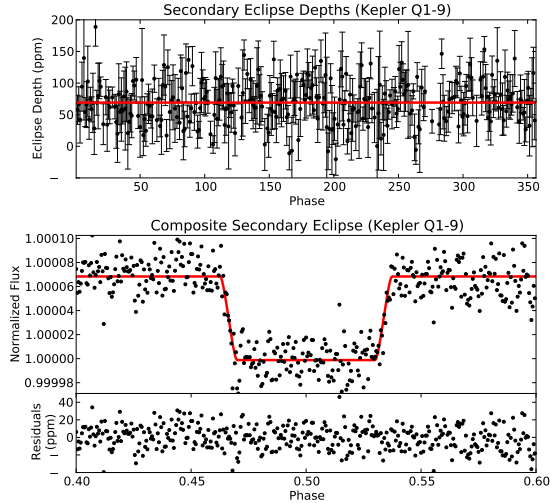 Secondary Eclipse Depths (Kepler Q1-9)
200
150
100
50
0
—
Eclipse Depth (ppm)
50 100 150 200 250 300 350
Phase
Composite Secondary Eclipse (Kepler Q1-9)
1.00010
1.00008
1.00006
1.00004
1.00002
1.00000
0.99998
Normalized Flux
40
20
0
—
Residuals
(ppm)
0.40 0.45 0.50 0.55 0.60
Phase